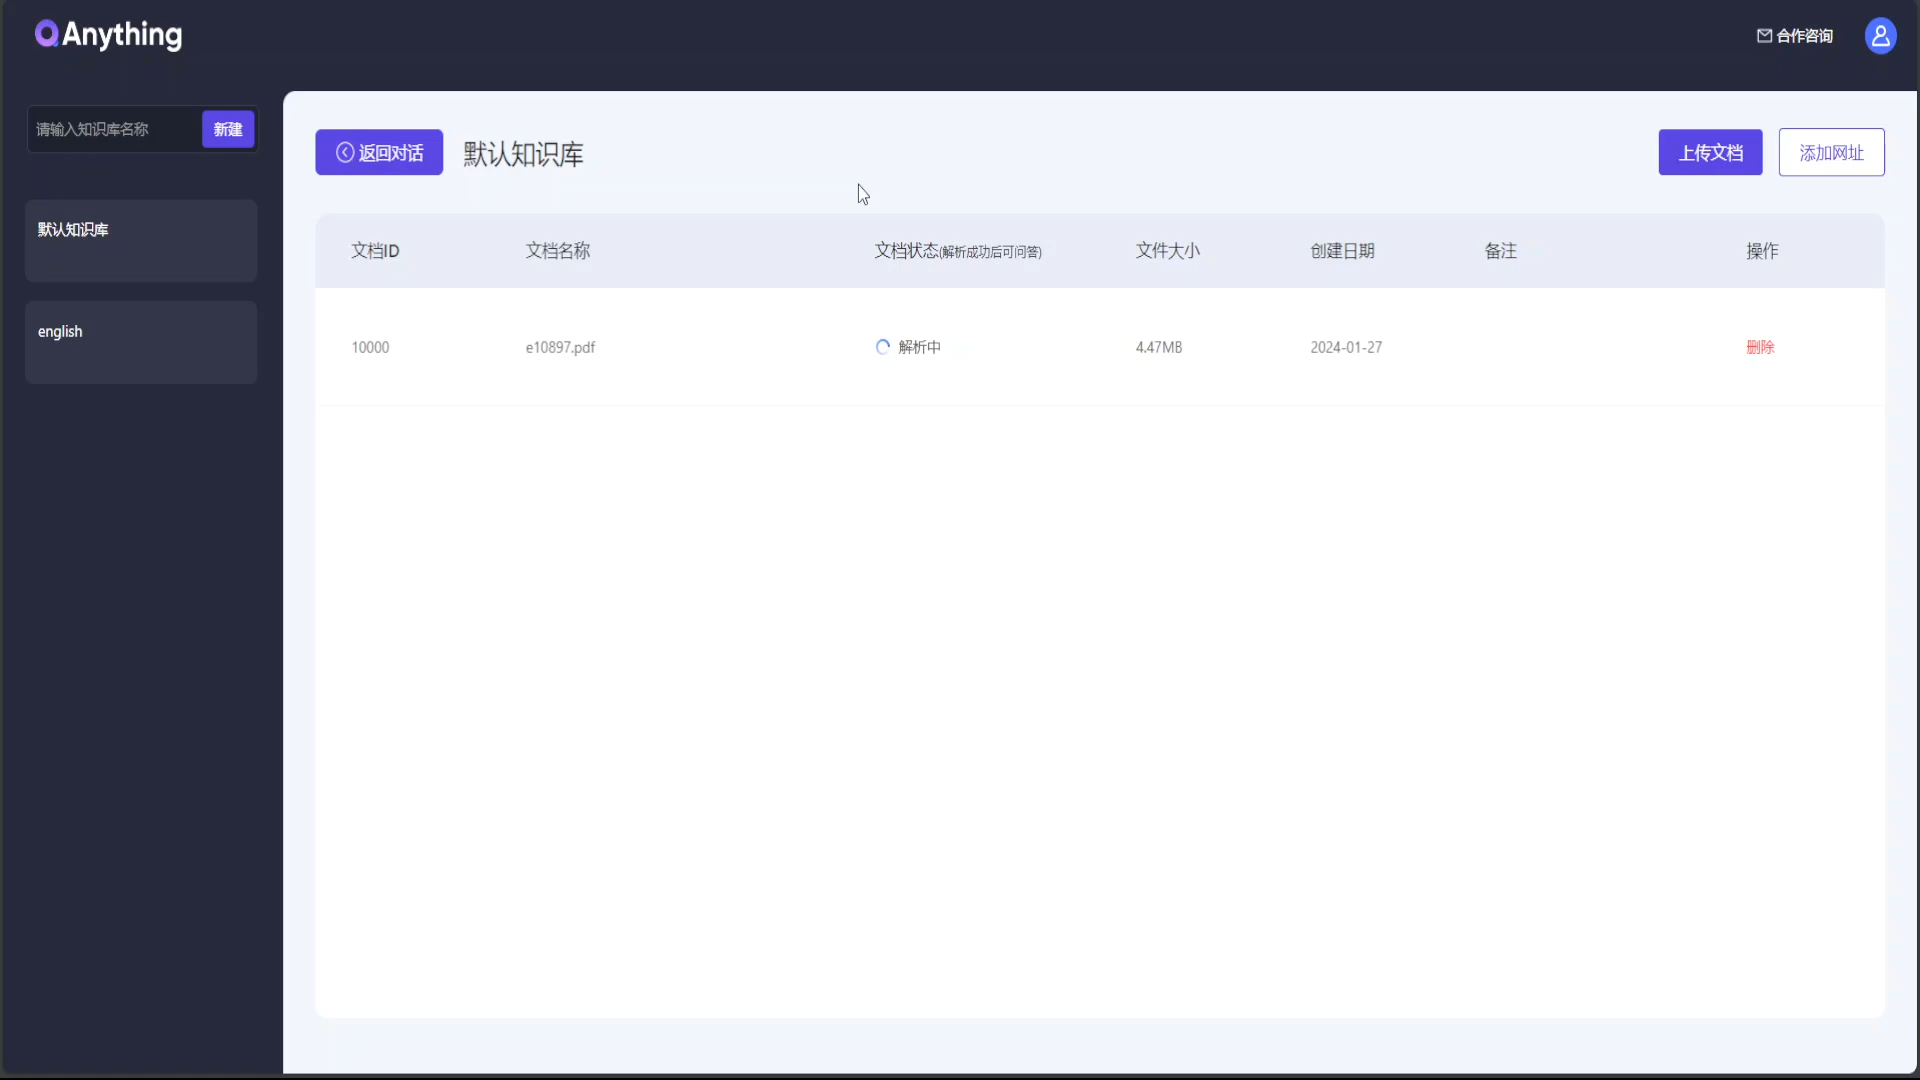 QAnything
合作咨询
请输入知识库名称
新建
返回对话
默认知识库
上传文档
添加网址
默认知识库
english
文档ID
文档名称
文档状态(解析成功后可问答)
文件大小
创建日期
备注
操作
10000
e10897.pdf
解析中
4.47MB
2024-01-27
删除